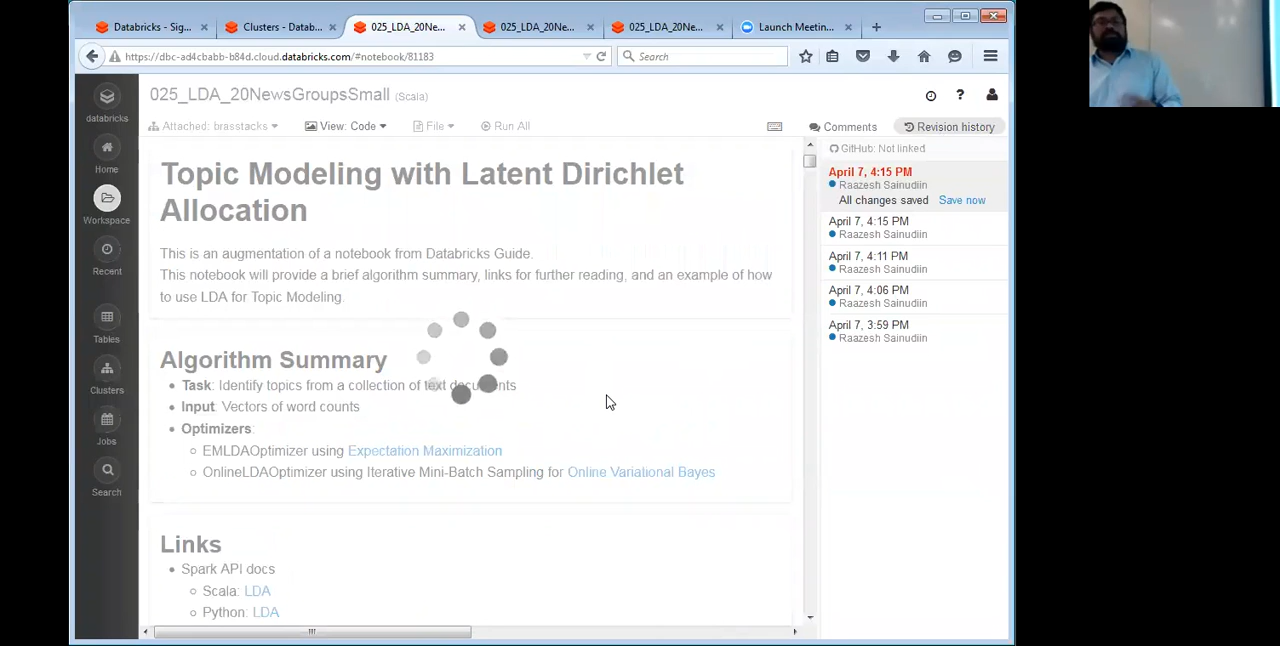 Databricks - Sig...
Clusters - Datab...
025_LDA_20Ne...
025_LDA_20New...
025_LDA_20New...
Launch Meetin...
https://dbc-ad4cbabb-b84d.cloud.databricks.com/#notebook/81183
Search
025_LDA_20NewsGroupsSmall (Scala)
Attached: brasstacks
View: Code
File
Run All
Comments
Revision history
databricks
Home
Workspace
Recent
Tables
Clusters
Jobs
Search
Topic Modeling with Latent Dirichlet
Allocation
This is an augmentation of a notebook from Databricks Guide.
This notebook will provide a brief algorithm summary, links for further reading, and an example of how
to use LDA for Topic Modeling.
Algorithm Summary
Task: Identify topics from a collection of text documents
Input: Vectors of word counts
Optimizers:
EMLDAOptimizer using Expectation Maximization
OnlineLDAOptimizer using Iterative Mini-Batch Sampling for Online Variational Bayes
Links
Spark API docs
Scala: LDA
Python: LDA
GitHub: Not linked
April 7, 4:15 PM
Raazesh Sainudiin
All changes saved Save now
April 7, 4:15 PM
Raazesh Sainudiin
April 7, 4:11 PM
Raazesh Sainudiin
April 7, 4:06 PM
Raazesh Sainudiin
April 7, 3:59 PM
Raazesh Sainudiin